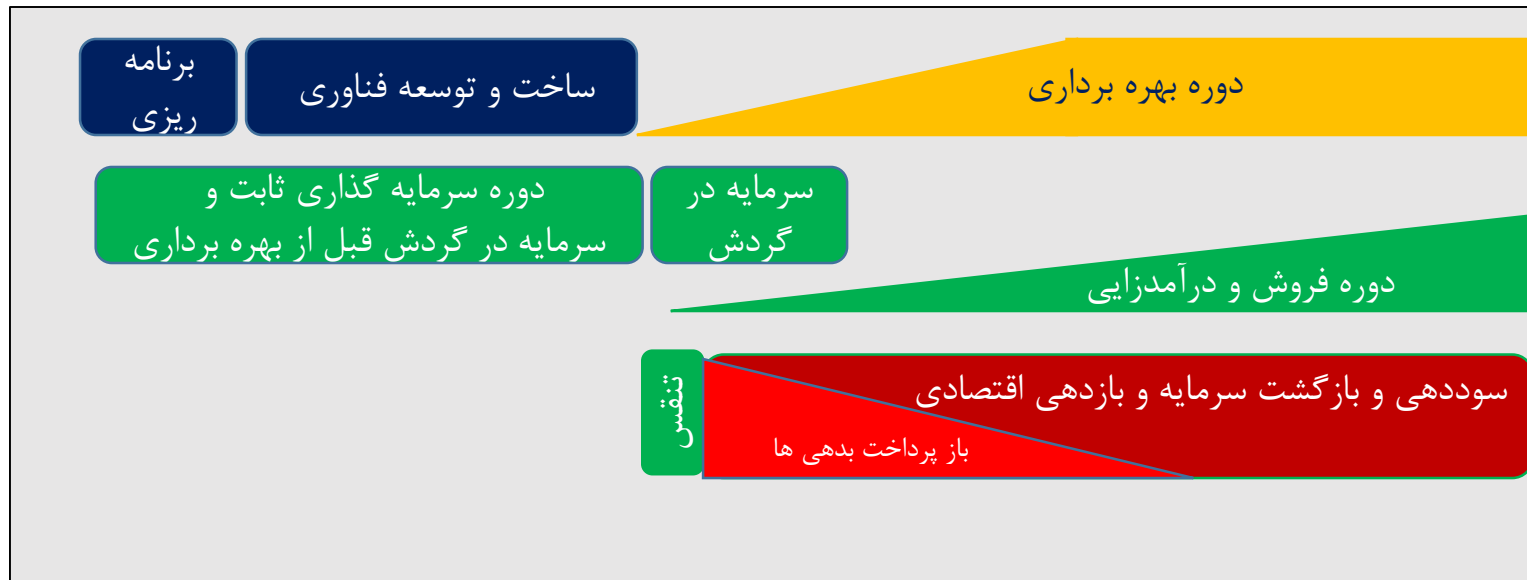 برنامه
ریزی
ساخت و توسعه فناوری
دوره بهره برداری
دوره سرمایه گذاری ثابت و
سرمایه در گردش قبل از بهره برداری
سرمایه در
گردش
دوره فروش و درآمدزایی
تنفس
سوددهی و بازگشت سرمایه و بازدهی اقتصادی
باز پرداخت بدهی ها